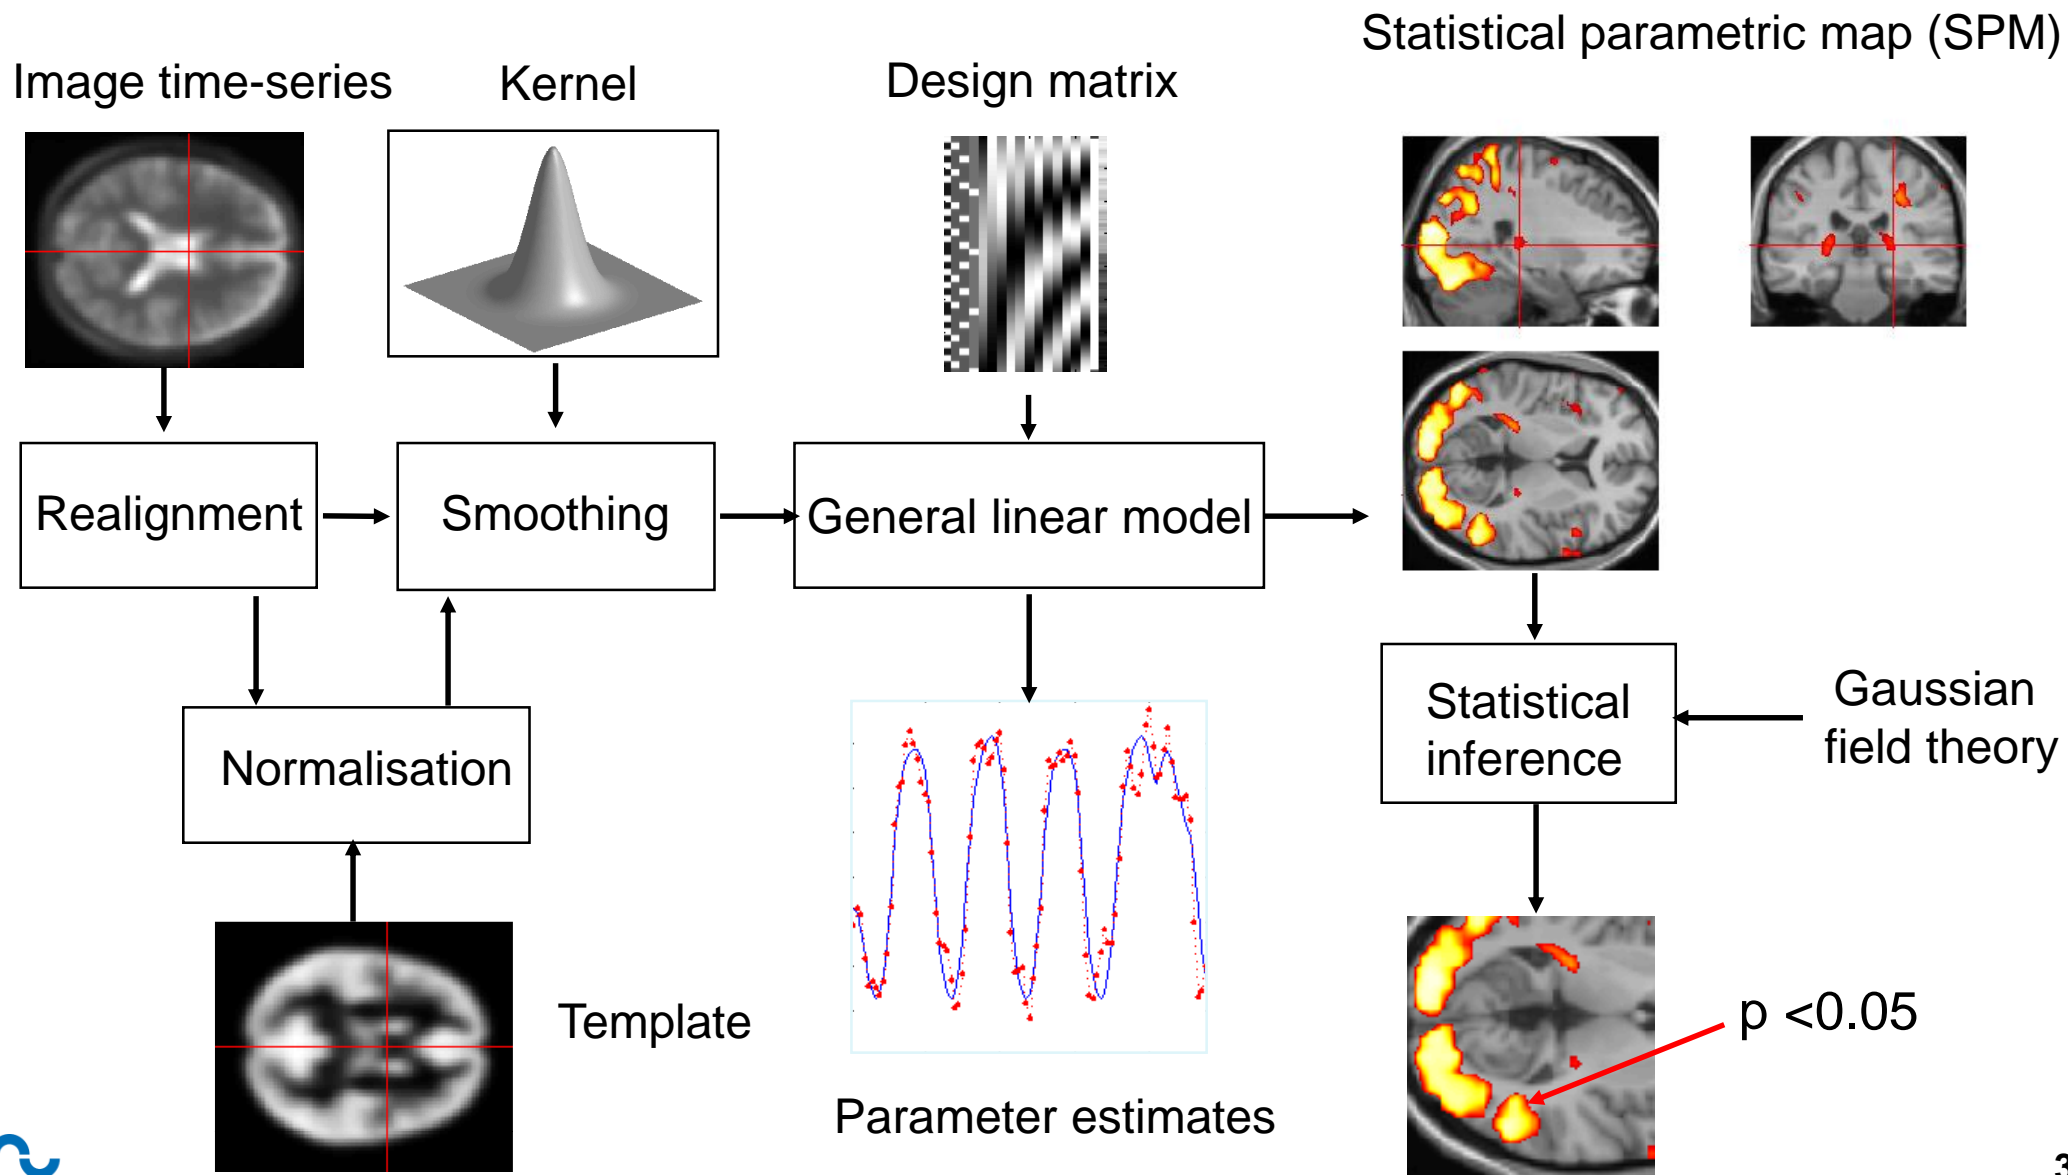 Statistical parametric map (SPM)
Image time-series
Kernel
Design matrix
Realignment
Smoothing
General linear model
Statistical
inference
Gaussian
field theory
Normalisation
Template
Parameter estimates
p <0.05
3